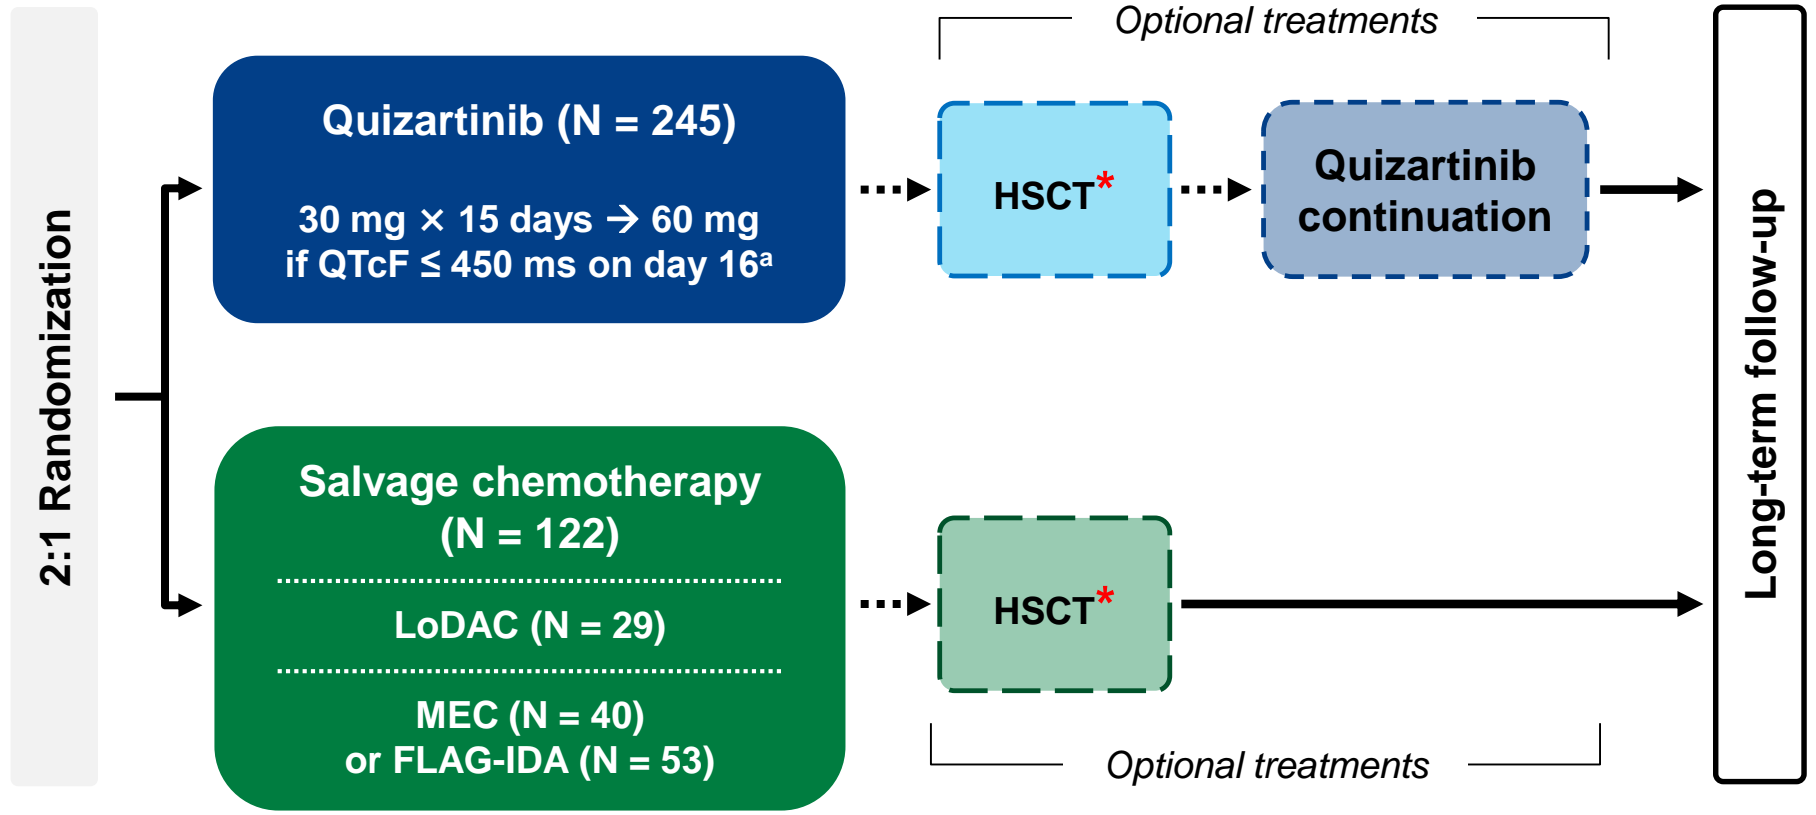 2:1 Randomization
Quizartinib (N = 245)
30 mg × 15 days → 60 mg
if QTcF ≤ 450 ms on day 16ᵃ
Salvage chemotherapy
(N = 122)
LoDAC (N = 29)
MEC (N = 40)
or FLAG-IDA (N = 53)
Optional treatments
HSCT*
Quizartinib
continuation
HSCT*
Optional treatments
Long-term follow-up